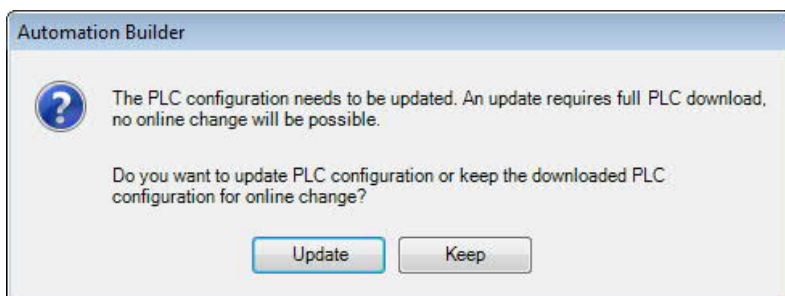 Automation Builder
The PLC configuration needs to be updated. An update requires full PLC download,
no online change will be possible.
Do you want to update PLC configuration or keep the downloaded PLC
configuration for online change?
Update
Keep